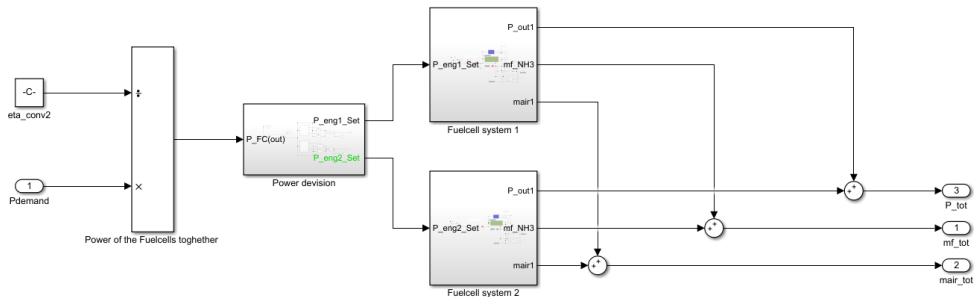 -C-
eta_conv2
1
Pdemand
÷
×
Power of the Fuelcells toghether
P_FC(out)
P_eng1_Set
P_eng2_Set
Power devision
P_eng1_Set
P_out1
mf_NH3
mair1
Fuelcell system 1
P_eng2_Set
P_out1
mf_NH3
mair1
Fuelcell system 2
+
+
+
+
+
+
3
P_tot
1
mf_tot
2
mair_tot